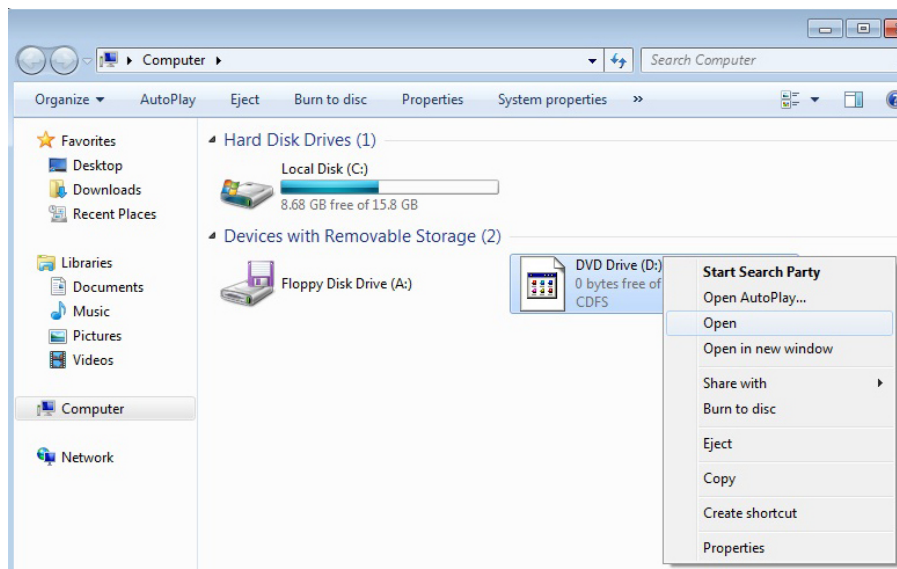 Computer
Search Computer
Organize
AutoPlay
Eject
Burn to disc
Properties
System properties
»
Favorites
Desktop
Downloads
Recent Places
Libraries
Documents
Music
Pictures
Videos
Computer
Network
Hard Disk Drives (1)
Local Disk (C:)
8.68 GB free of 15.8 GB
Devices with Removable Storage (2)
Floppy Disk Drive (A:)
DVD Drive (D:)
0 bytes free of
CDFS
Start Search Party
Open AutoPlay...
Open
Open in new window
Share with
Burn to disc
Eject
Copy
Create shortcut
Properties